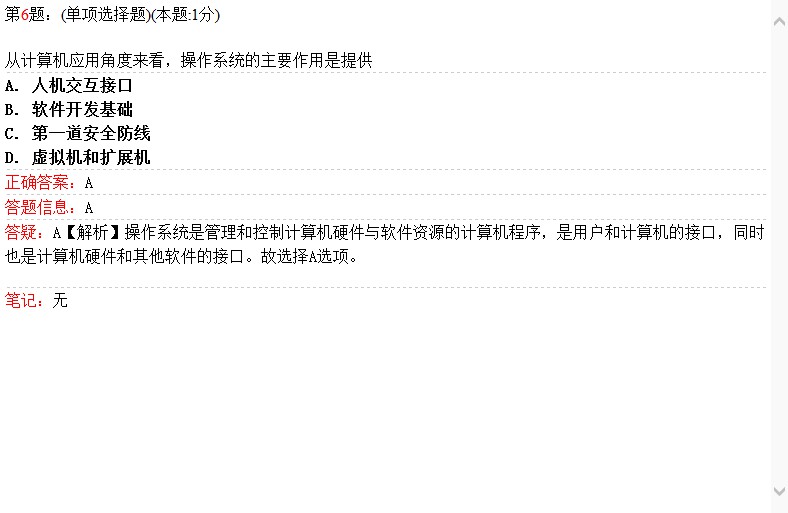 第6题：(单项选择题)(本题:1分)
从计算机应用角度来看，操作系统的主要作用是提供
A. 人机交互接口
B. 软件开发基础
C. 第一道安全防线
D. 虚拟机和扩展机
正确答案：A
答题信息：A
答疑：A【解析】操作系统是管理和控制计算机硬件与软件资源的计算机程序，是用户和计算机的接口，同时
也是计算机硬件和其他软件的接口。故选择A选项。
笔记：无